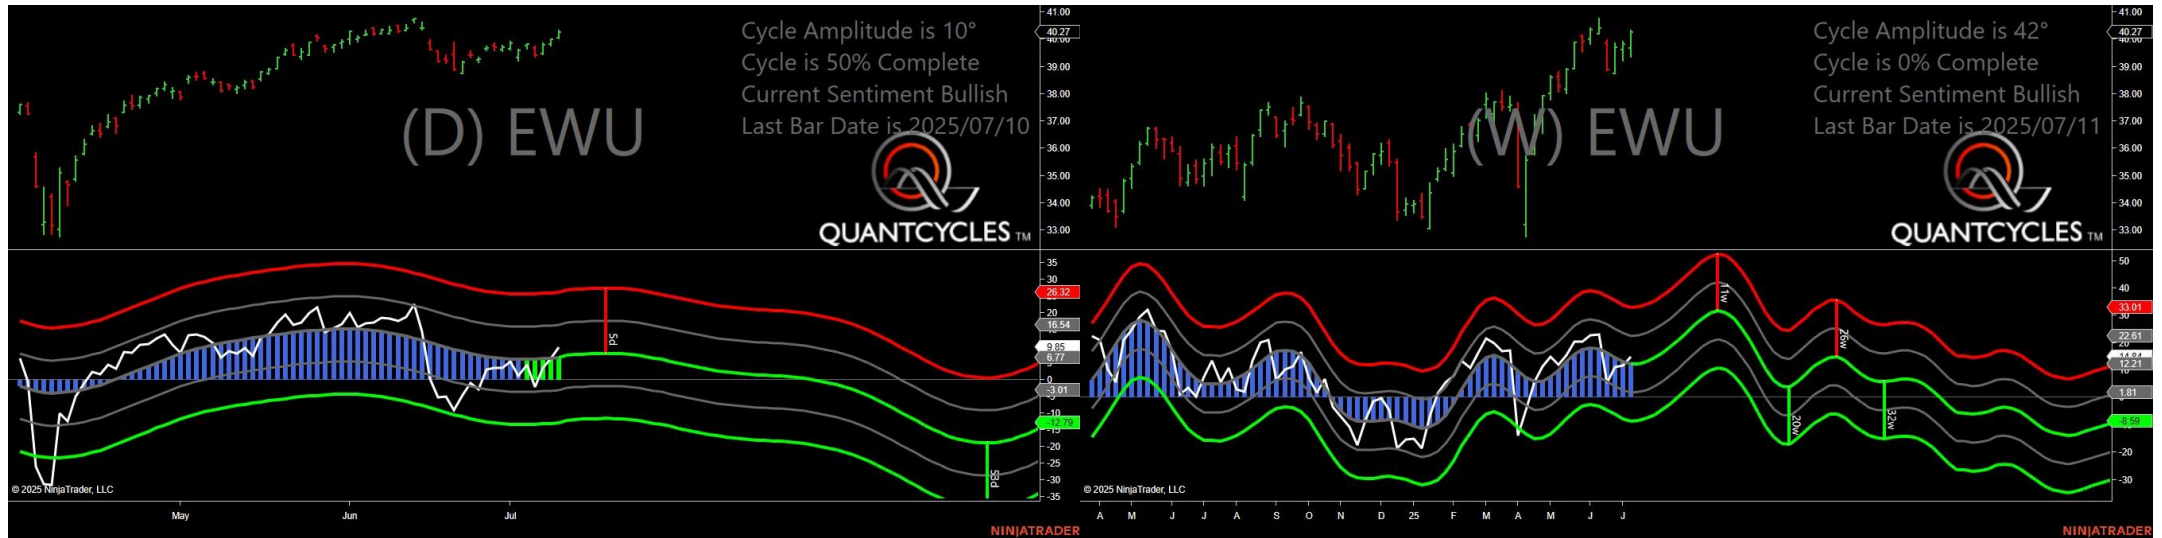 Cycle Amplitude is 10°
Cycle is 50% Complete
Current Sentiment Bullish
Last Bar Date is 2025/07/10
(D) EWU
QUANTCYCLES TM
41.00
40.27
39.00
38.00
37.00
36.00
35.00
34.00
33.00
35
30
26.32
20
16.54
9.85
6.77
0
-3.01
-10
-12.79
-20
-25
-30
-35
5d
53d
© 2025 NinjaTrader, LLC
May
Jun
Jul
NINJATRADER
Cycle Amplitude is 42°
Cycle is 0% Complete
Current Sentiment Bullish
Last Bar Date is 2025/07/11
(W) EWU
QUANTCYCLES TM
41.00
40.27
40.00
39.00
38.00
37.00
36.00
35.00
34.00
33.00
50
40
33.01
22.61
12.21
1.81
-8.59
-20
-30
11w
20w
26w
32w
© 2025 NinjaTrader, LLC
A M J J A S O N D 25 F M A M J J
NINJATRADER